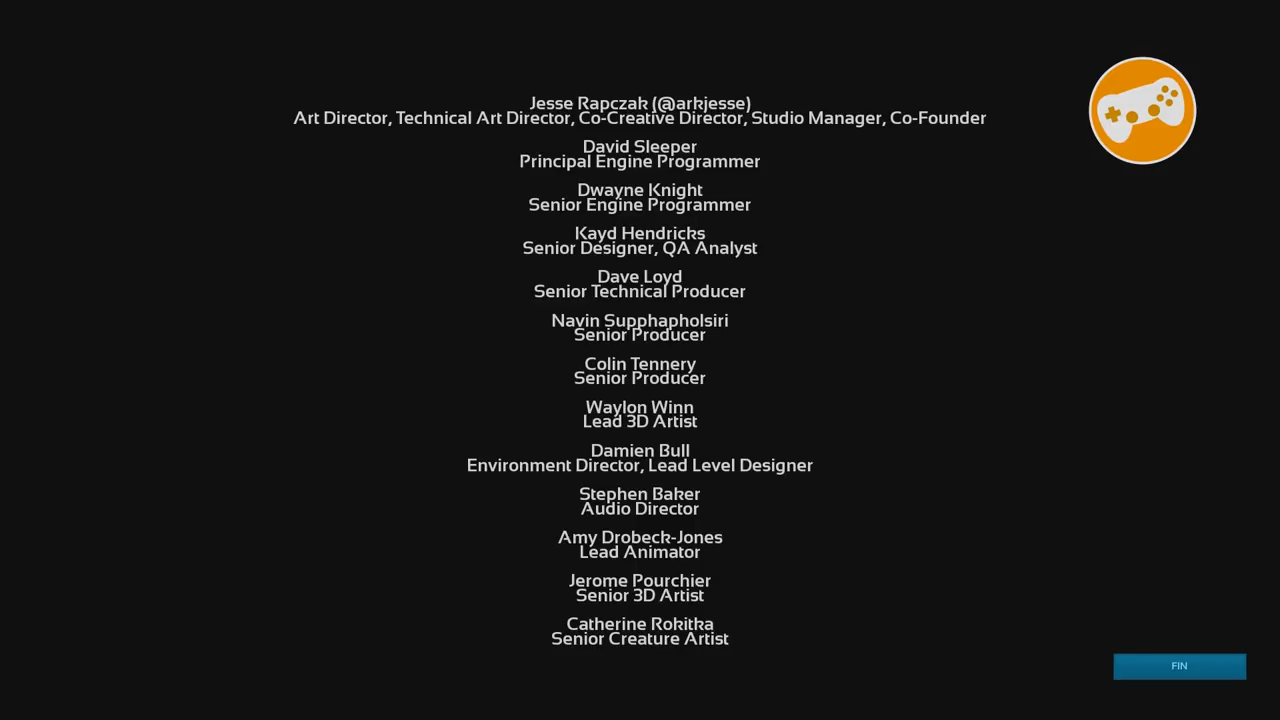 Jesse Rapczak (@arkjesse)
Art Director, Technical Art Director, Co-Creative Director, Studio Manager, Co-Founder
David Sleeper
Principal Engine Programmer
Dwayne Knight
Senior Engine Programmer
Kayd Hendricks
Senior Designer, QA Analyst
Dave Loyd
Senior Technical Producer
Navin Supphapholsiri
Senior Producer
Colin Tennery
Senior Producer
Waylon Winn
Lead 3D Artist
Damien Bull
Environment Director, Lead Level Designer
Stephen Baker
Audio Director
Amy Drobeck-Jones
Lead Animator
Jerome Pourchier
Senior 3D Artist
Catherine Rokitka
Senior Creature Artist
FIN